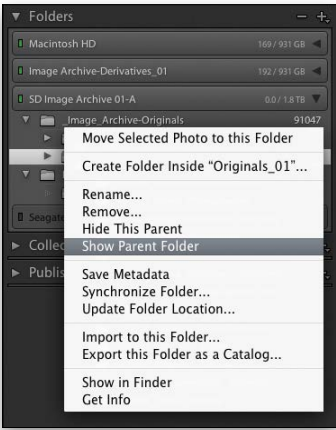 Folders
Macintosh HD 169 / 931 GB
Image Archive-Derivatives_01 192 / 931 GB
SD Image Archive 01-A 0.0 / 1.8 TB
_Image_Archive-Originals 91047
Move Selected Photo to this Folder
Create Folder Inside “Originals_01”...
Rename...
Remove...
Hide This Parent
Show Parent Folder
Seagate
Collec
Save Metadata
Publis
Synchronize Folder...
Update Folder Location...
Import to this Folder...
Export this Folder as a Catalog...
Show in Finder
Get Info